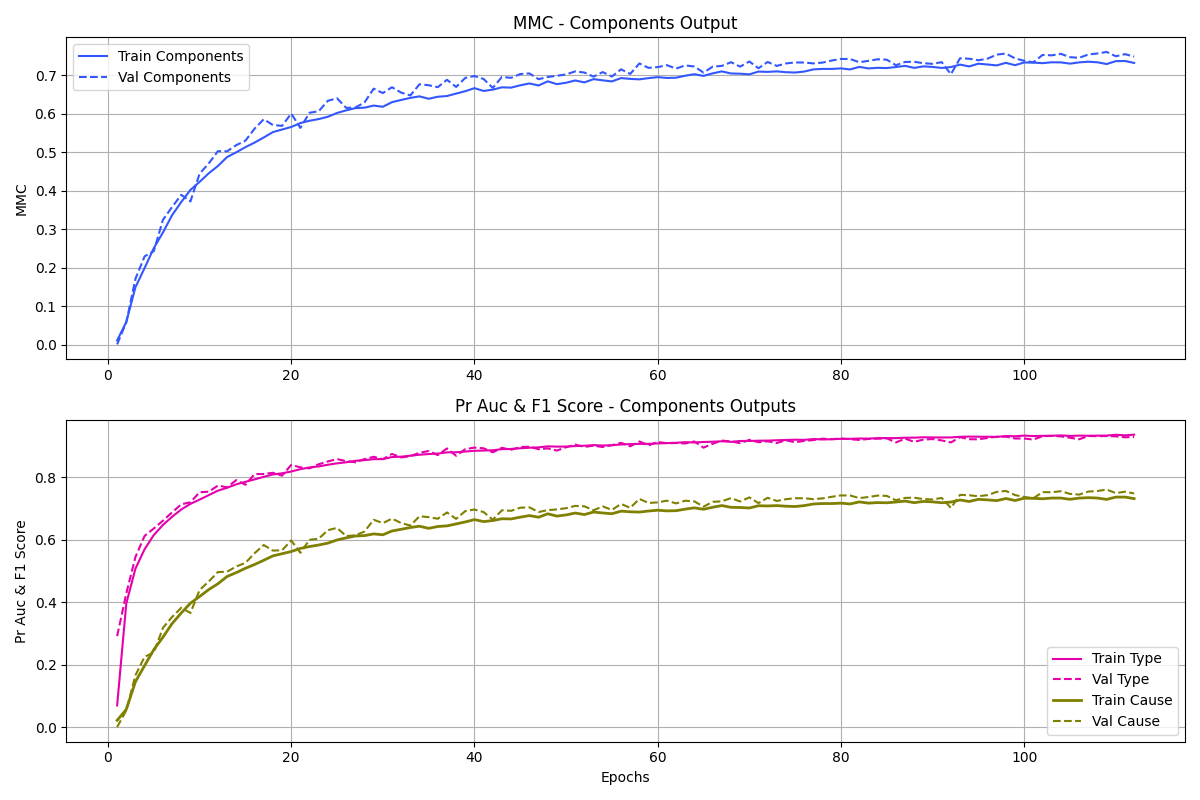 MMC - Components Output
Train Components
Val Components
MMC
0.7
0.6
0.5
0.4
0.3
0.2
0.1
0.0
0 20 40 60 80 100
Pr Auc & F1 Score - Components Outputs
Pr Auc & F1 Score
0.8
0.6
0.4
0.2
0.0
Train Type
Val Type
Train Cause
Val Cause
0 20 40 60 80 100
Epochs